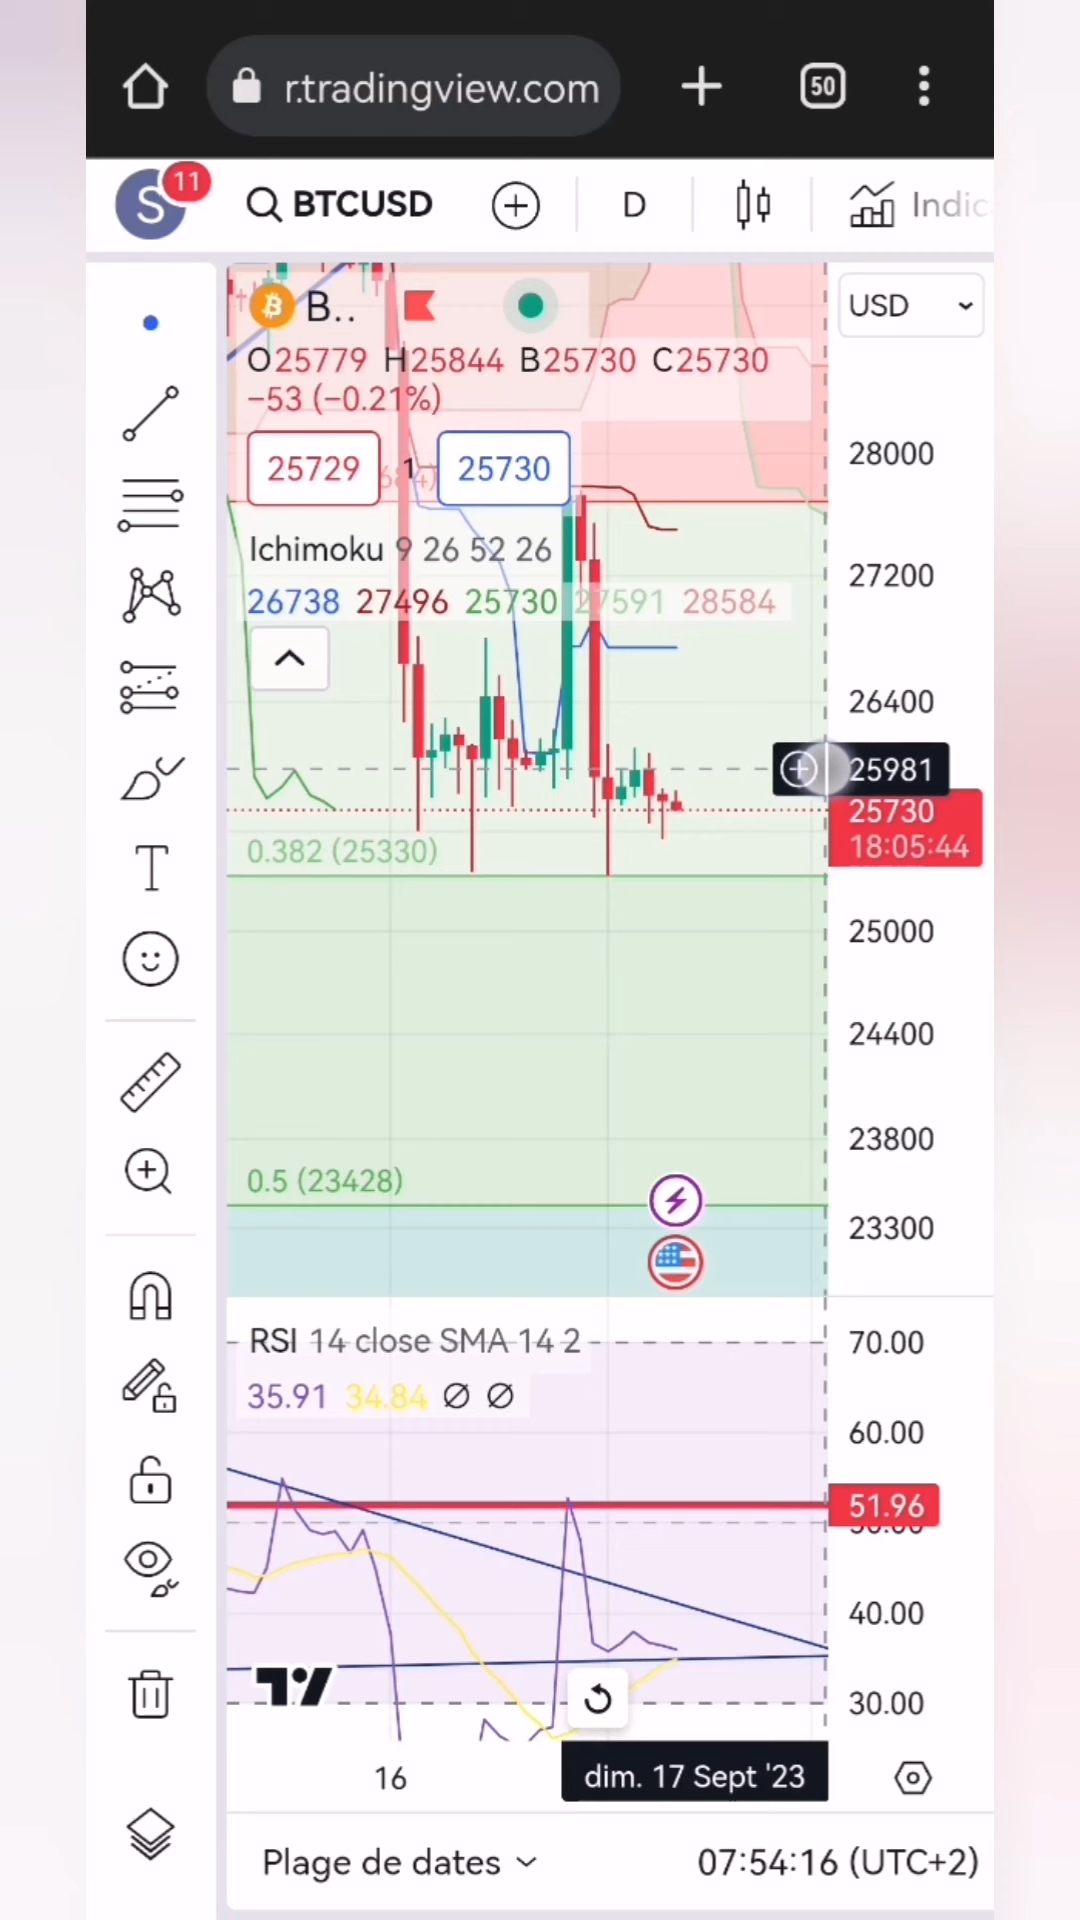 r.tradingview.com
50
S
11
BTCUSD
D
Indic
B..
USD
O25779 H25844 B25730 C25730
−53 (−0.21%)
25729
1
25730
Ichimoku 9 26 52 26
26738 27496 25730 27591 28584
28000
27200
26400
25981
25730
18:05:44
0.382 (25330)
25000
24400
23800
0.5 (23428)
23300
RSI 14 close SMA 14 2
35.91 34.84 Ø Ø
70.00
60.00
51.96
50.00
40.00
30.00
16
dim. 17 Sept '23
Plage de dates
07:54:16 (UTC+2)